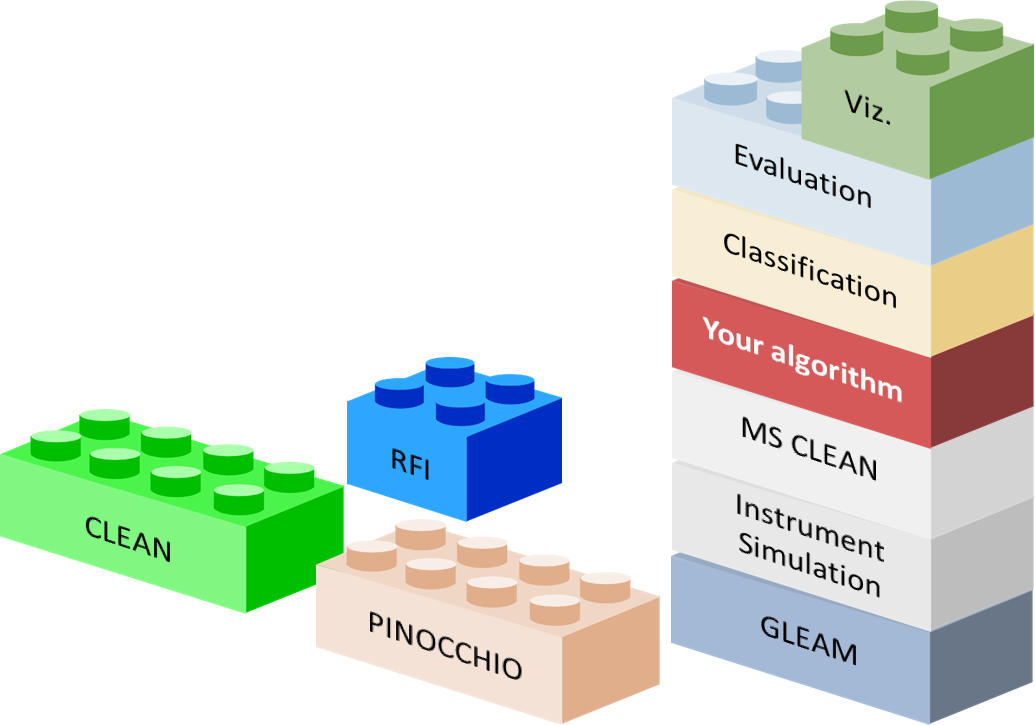 Viz.
Evaluation
Classification
Your algorithm
MS CLEAN
Instrument
Simulation
GLEAM
RFI
CLEAN
PINOCCHIO